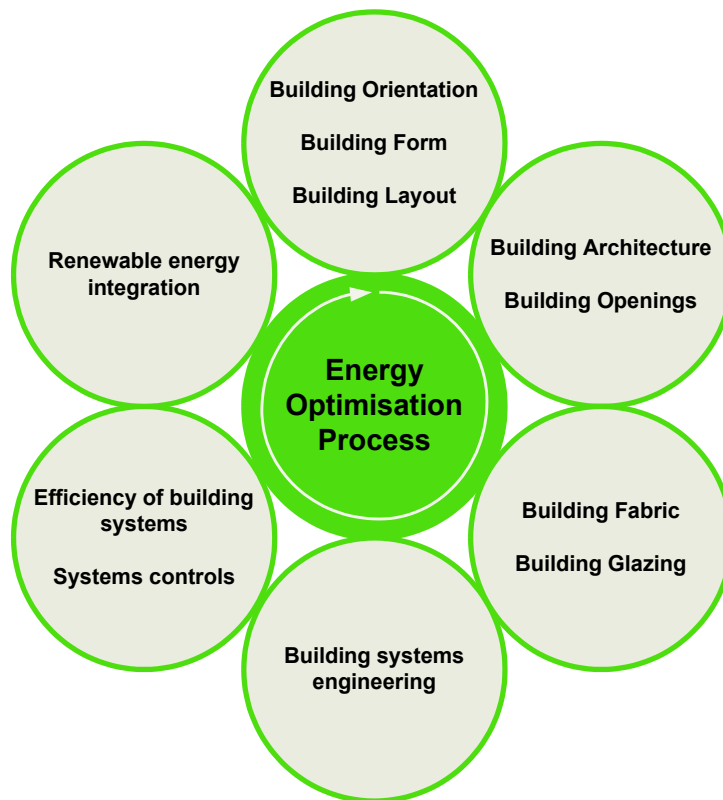 Building Orientation
Building Form
Building Layout
Building Architecture
Building Openings
Building Fabric
Building Glazing
Building systems
engineering
Efficiency of building
systems
Systems controls
Renewable energy
integration
Energy
Optimisation
Process